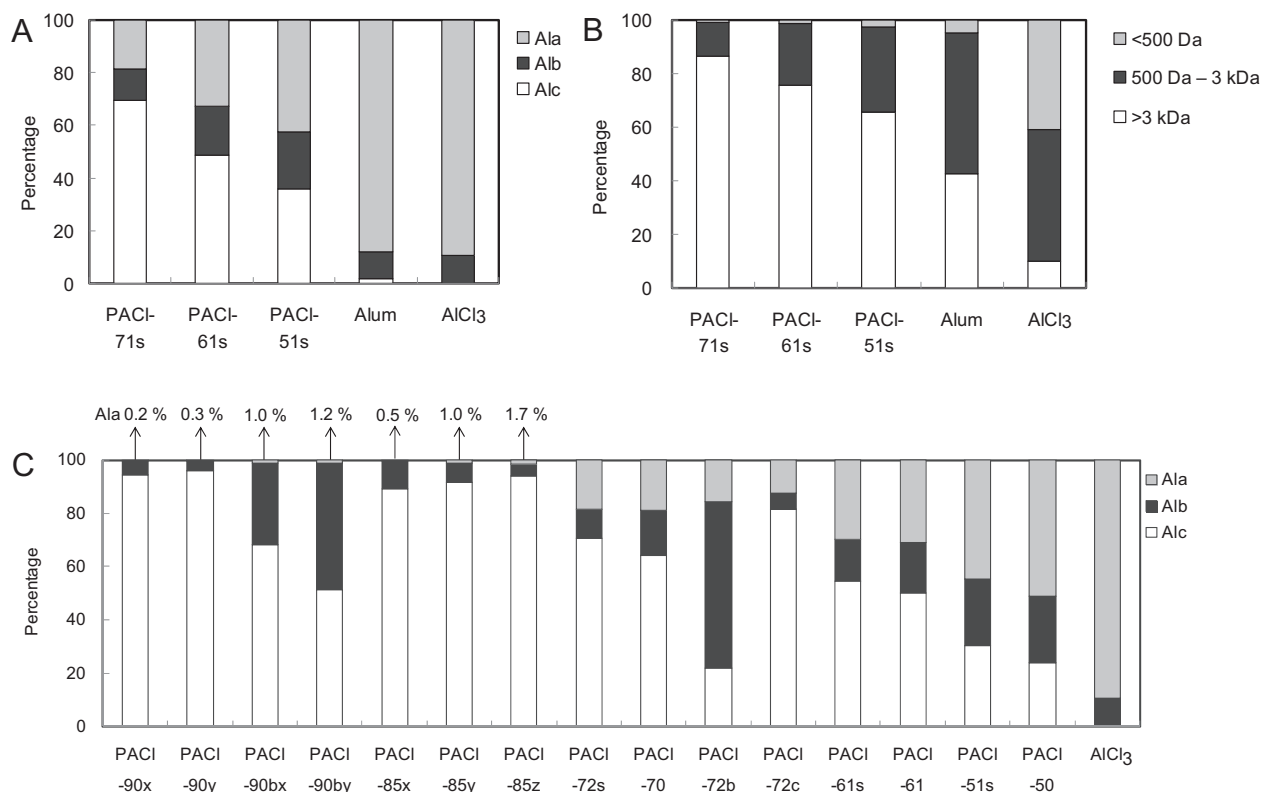 A
B
100
80
60
40
20
0
Percentage
Ala
Alb
Alc
PACl-
71s
PACl-
61s
PACl-
51s
Alum
AlCl3
100
80
60
40
20
0
Percentage
<500 Da
500 Da – 3 kDa
>3 kDa
PACl-
71s
PACl-
61s
PACl-
51s
Alum
AlCl3
Ala 0.2 % 0.3 % 1.0 % 1.2 % 0.5 % 1.0 % 1.7 %
C
100
80
60
40
20
0
Percentage
Ala
Alb
Alc
PACl PACl PACl PACl PACl PACl PACl PACl PACl PACl PACl PACl PACl PACl PACl AlCl3
-90x -90y -90bx -90by -85x -85y -85z -72s -70 -72b -72c -61s -61 -51s -50